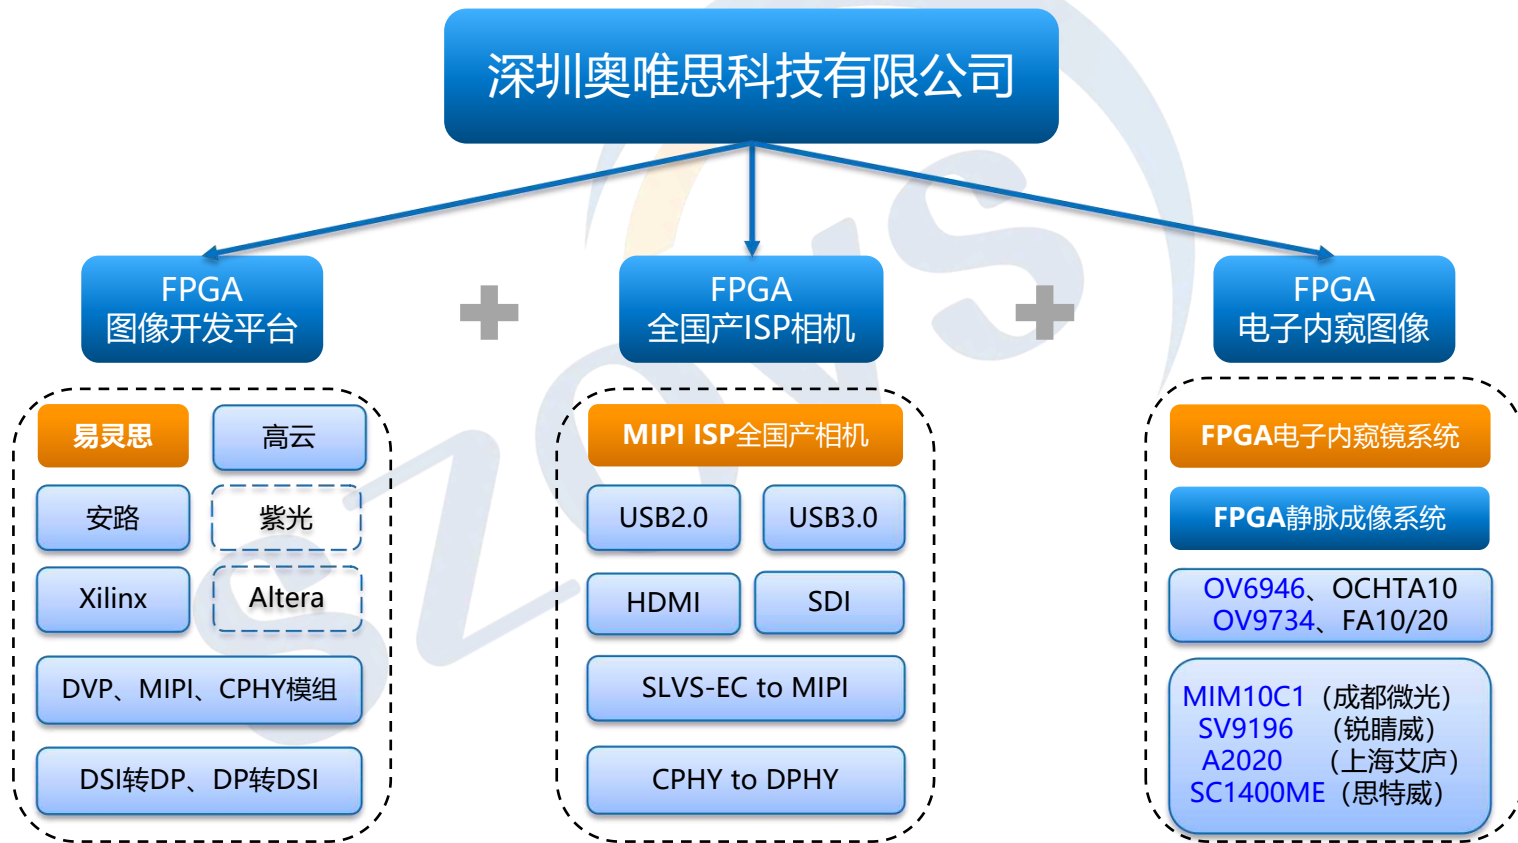 深圳奥唯思科技有限公司
FPGA
图像开发平台
FPGA
全国产ISP相机
FPGA
电子内窥图像
易灵思
高云
安路
紫光
Xilinx
Altera
DVP、MIPI、CPHY模组
DSI转DP、DP转DSI
MIPI ISP全国产相机
USB2.0
USB3.0
HDMI
SDI
SLVS-EC to MIPI
CPHY to DPHY
FPGA电子内窥镜系统
FPGA静脉成像系统
OV6946、OCHTA10
OV9734、FA10/20
MIM10C1（成都微光）
SV9196 （锐睛威）
A2020 （上海艾庐）
SC1400ME（思特威）
szovs